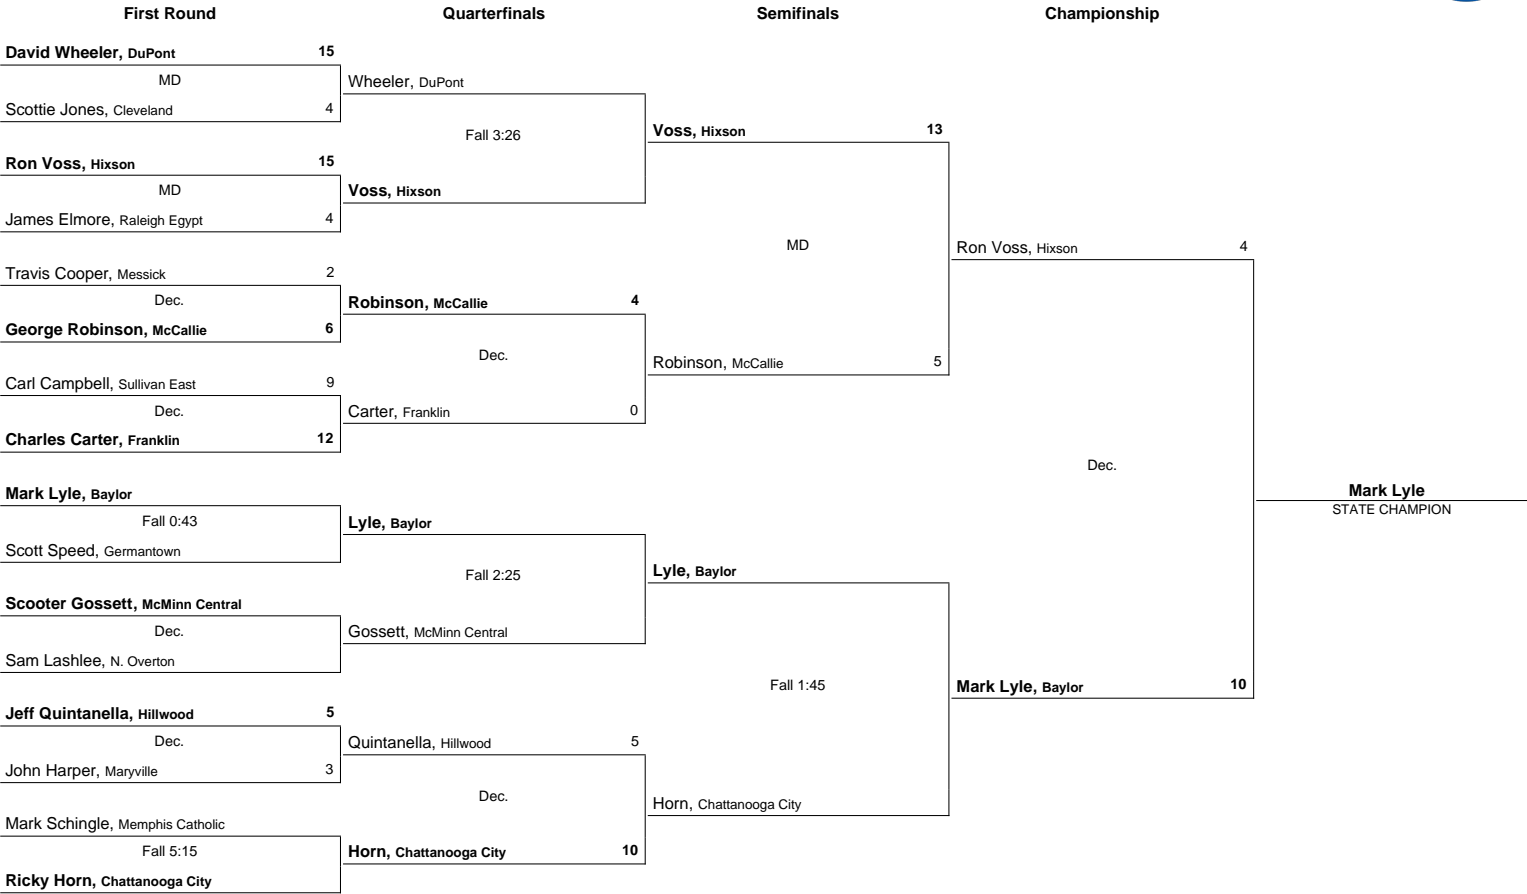 First Round Quarterfinals Semifinals Championship
David Wheeler, DuPont 15
MD
Scottie Jones, Cleveland 4
Ron Voss, Hixson 15
MD
James Elmore, Raleigh Egypt 4
Travis Cooper, Messick 2
Dec.
George Robinson, McCallie 6
Carl Campbell, Sullivan East 9
Dec.
Charles Carter, Franklin 12
Mark Lyle, Baylor
Fall 0:43
Scott Speed, Germantown
Scooter Gossett, McMinn Central
Dec.
Sam Lashlee, N. Overton
Jeff Quintanella, Hillwood 5
Dec.
John Harper, Maryville 3
Mark Schingle, Memphis Catholic
Fall 5:15
Ricky Horn, Chattanooga City
Wheeler, DuPont
Fall 3:26
Voss, Hixson
Robinson, McCallie 4
Dec.
Carter, Franklin 0
Lyle, Baylor
Fall 2:25
Gossett, McMinn Central
Quintanella, Hillwood 5
Dec.
Horn, Chattanooga City 10
Voss, Hixson 13
MD
Robinson, McCallie 5
Lyle, Baylor
Fall 1:45
Horn, Chattanooga City
Ron Voss, Hixson 4
Dec.
Mark Lyle, Baylor 10
Mark Lyle
STATE CHAMPION